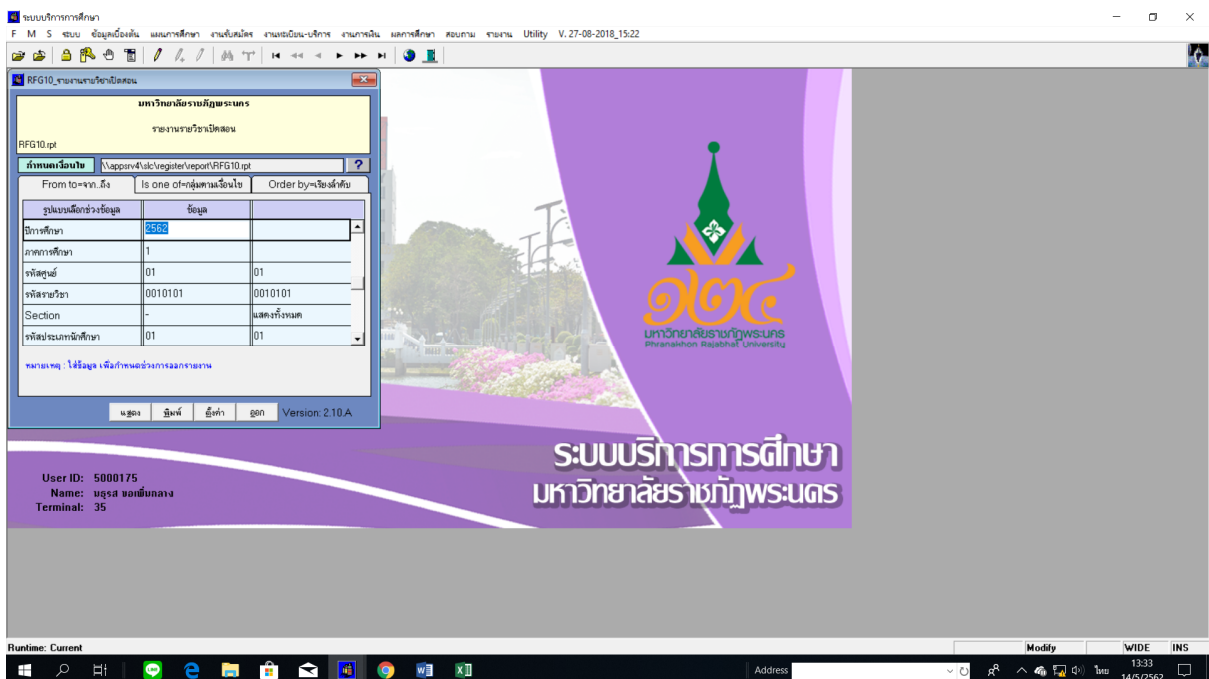 ระบบบริการการศึกษา
F M S ระบบ ข้อมูลเบื้องต้น แผนการศึกษา งานรับสมัคร งานทะเบียน-บริการ งานการเงิน ผลการศึกษา สอบถาม รายงาน Utility V. 27-08-2018_15:22
RFG10_รายงานรายวิชาเปิดสอน
มหาวิทยาลัยราชภัฏพระนคร
รายงานรายวิชาเปิดสอน
RFG10.rpt
กำหนดเงื่อนไข \\appsrv4\slc\register\report\RFG10.rpt ?
From to=จาก..ถึง Is one of=กลุ่มตามเงื่อนไข Order by=เรียงลำดับ
รูปแบบเลือกช่วงข้อมูล ข้อมูล
ปีการศึกษา 2562
ภาคการศึกษา 1
รหัสศูนย์ 01 01
รหัสรายวิชา 0010101 0010101
Section - แสดงทั้งหมด
รหัสประเภทนักศึกษา 01 01
หมายเหตุ : ใส่ข้อมูล เพื่อกำหนดช่วงการออกรายงาน
แสดง พิมพ์ ตั้งค่า ออก Version: 2.10.A
๑๒๔
มหาวิทยาลัยราชภัฏพระนคร
Phranakhon Rajabhat University
ระบบบริการการศึกษา
มหาวิทยาลัยราชภัฏพระนคร
User ID: 5000175
Name: มธุรส ขอเพิ่มกลาง
Terminal: 35
Runtime: Current Modify WIDE INS
Address ไทย 13:33
14/5/2562